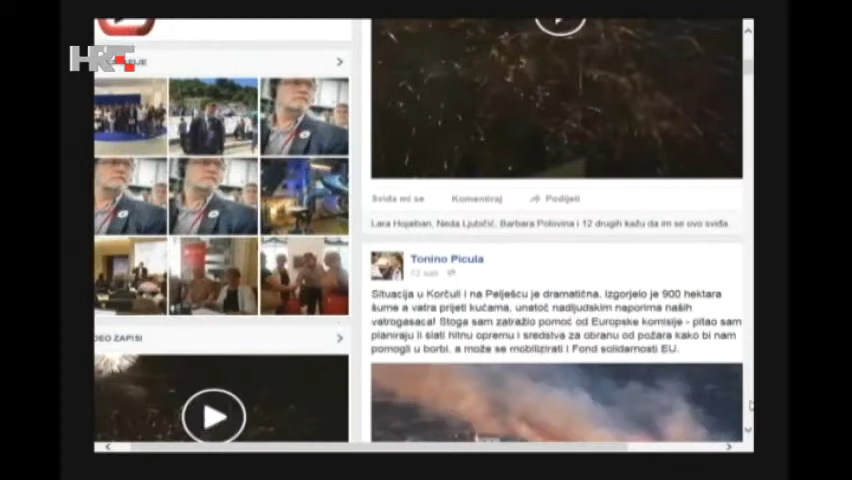 HRT
Sviđa mi se Komentiraj Podijeli
Lara Hojeiban, Neda Ljubičić, Barbara Polovina i 12 drugih kažu da im se ovo sviđa.
Tonino Picula
12 sati
Situacija u Korčuli i na Pelješcu je dramatična, izgorjelo je 900 hektara
šume a vatra prijeti kućama, unatoč nadljudskim naporima naših
vatrogasaca! Stoga sam zatražio pomoć od Europske komisije - pitao sam
planiraju li slati hitnu opremu i sredstva za obranu od požara kako bi nam
pomogli u borbi, a može se mobilizirati i Fond solidarnosti EU.
DEO ZAPISI